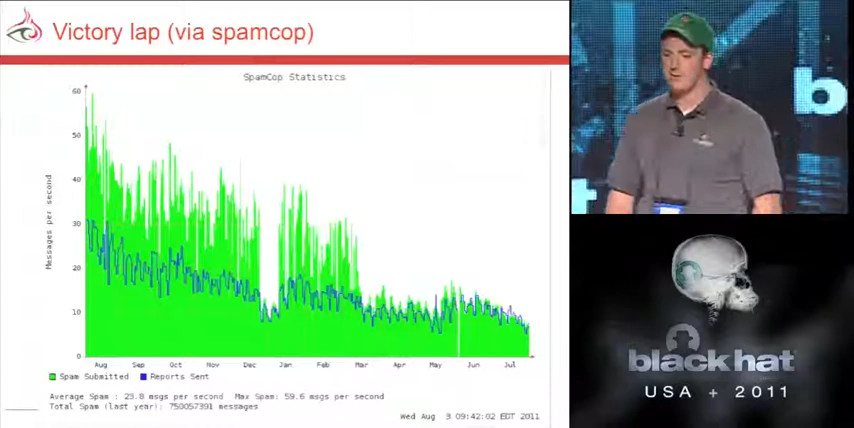 Victory lap (via spamcop)
SpamCop Statistics
60
50
40
30
20
10
0
Messages per second
Aug Sep Oct Nov Dec Jan Feb Mar Apr May Jun Jul
Spam Submitted Reports Sent
Average Spam : 23.8 msgs per second Max Spam: 59.6 msgs per second
Total Spam (last year): 750057391 messages
Wed Aug 3 09:42:02 EDT 2011
b
t
black hat
USA + 2011